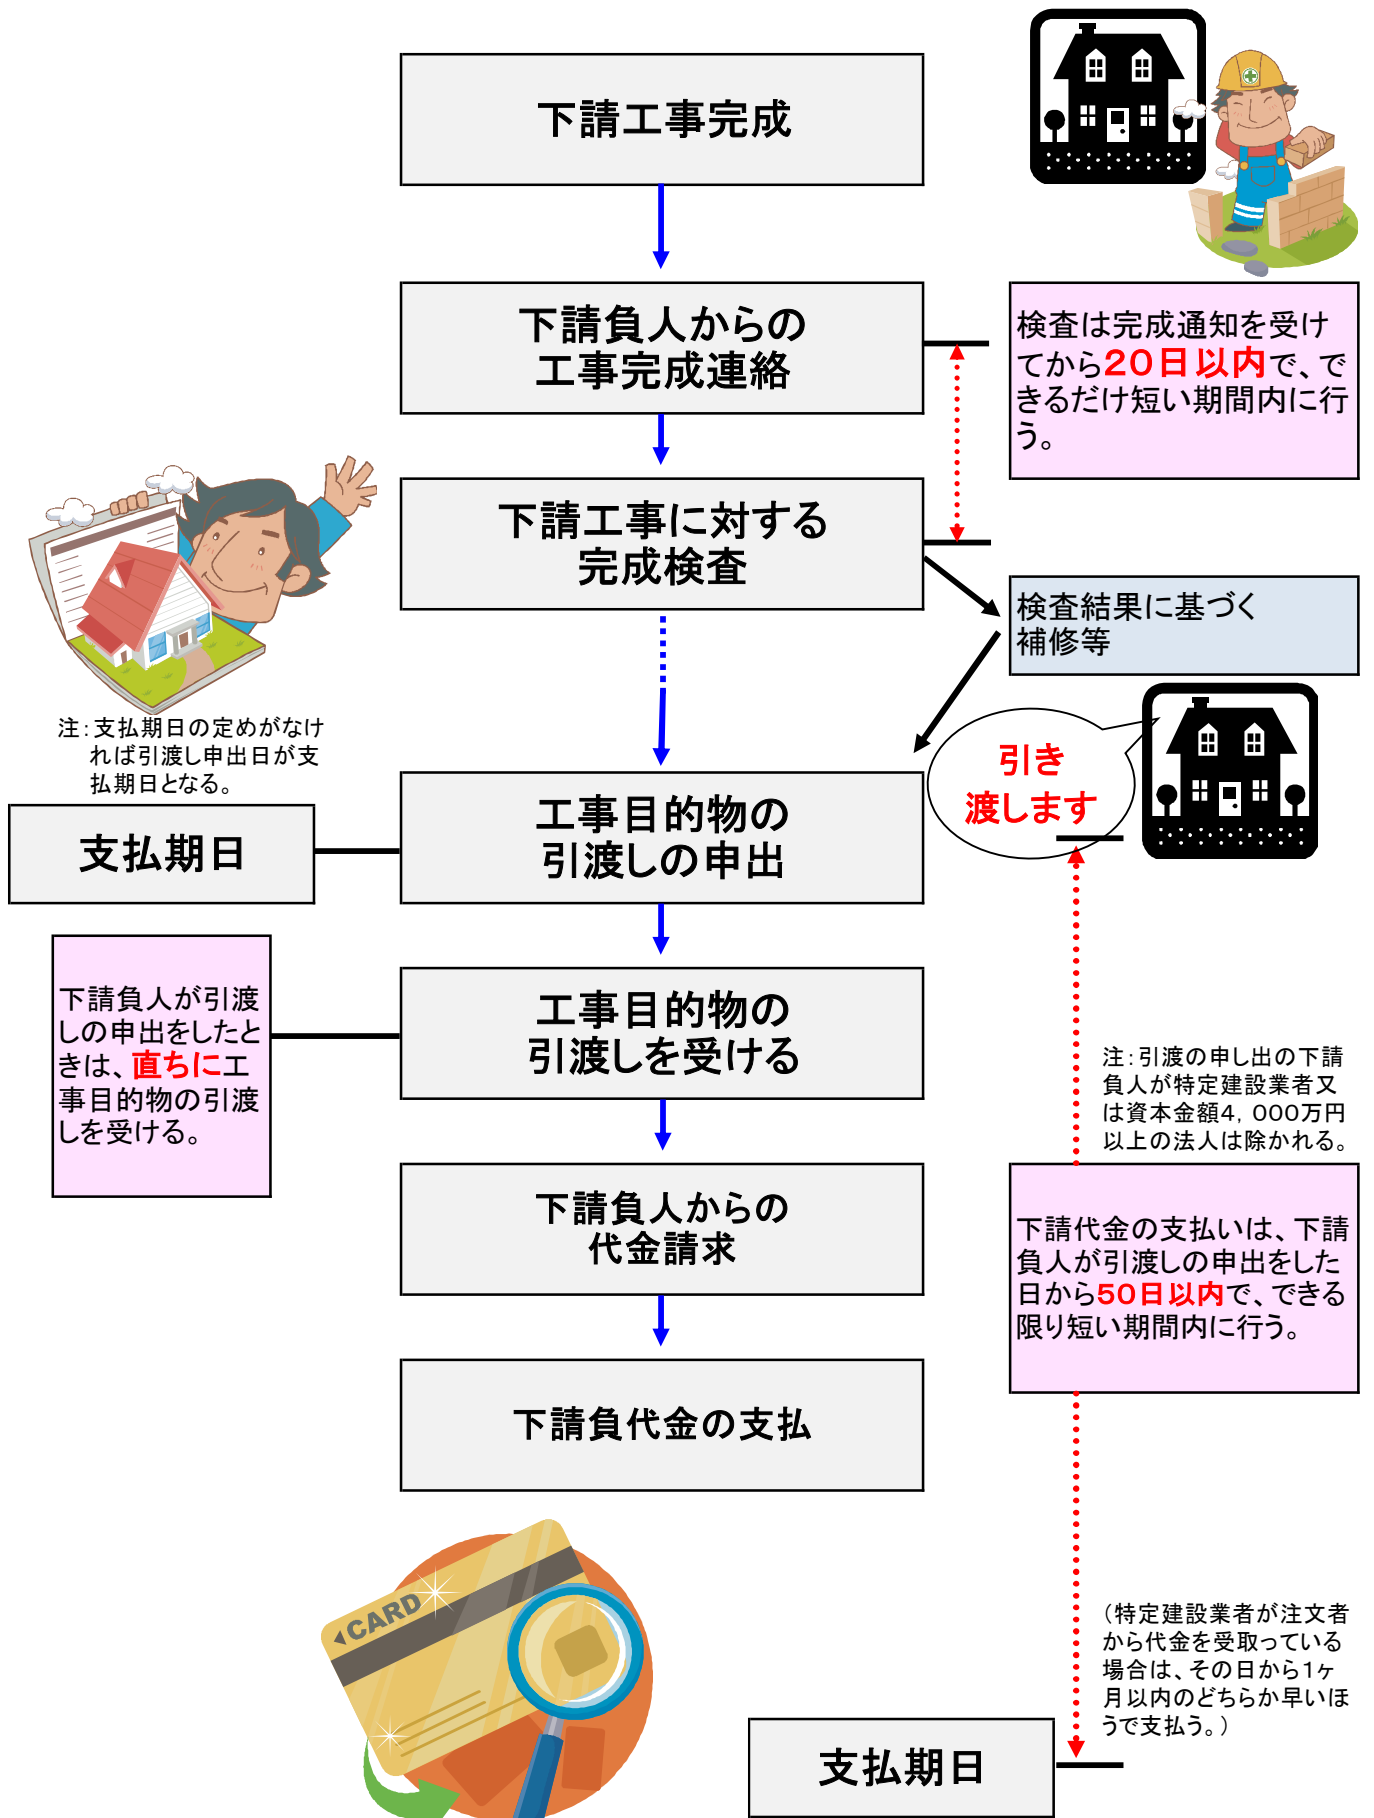 下請工事完成
下請負人からの
工事完成連絡
検査は完成通知を受け
てから20日以内で、で
きるだけ短い期間内に行
う。
下請工事に対する
完成検査
検査結果に基づく
補修等
注：支払期日の定めがなけ
れば引渡し申出日が支
払期日となる。
引き
渡します
支払期日
工事目的物の
引渡しの申出
下請負人が引渡
しの申出をしたと
きは、直ちに工
事目的物の引渡
しを受ける。
工事目的物の
引渡しを受ける
注：引渡の申し出の下請
負人が特定建設業者又
は資本金額4，000万円
以上の法人は除かれる。
下請負人からの
代金請求
下請代金の支払いは、下請
負人が引渡しの申出をした
日から50日以内で、できる
限り短い期間内に行う。
下請負代金の支払
CARD
（特定建設業者が注文者
から代金を受取っている
場合は、その日から1ヶ
月以内のどちらか早いほ
うで支払う。）
支払期日